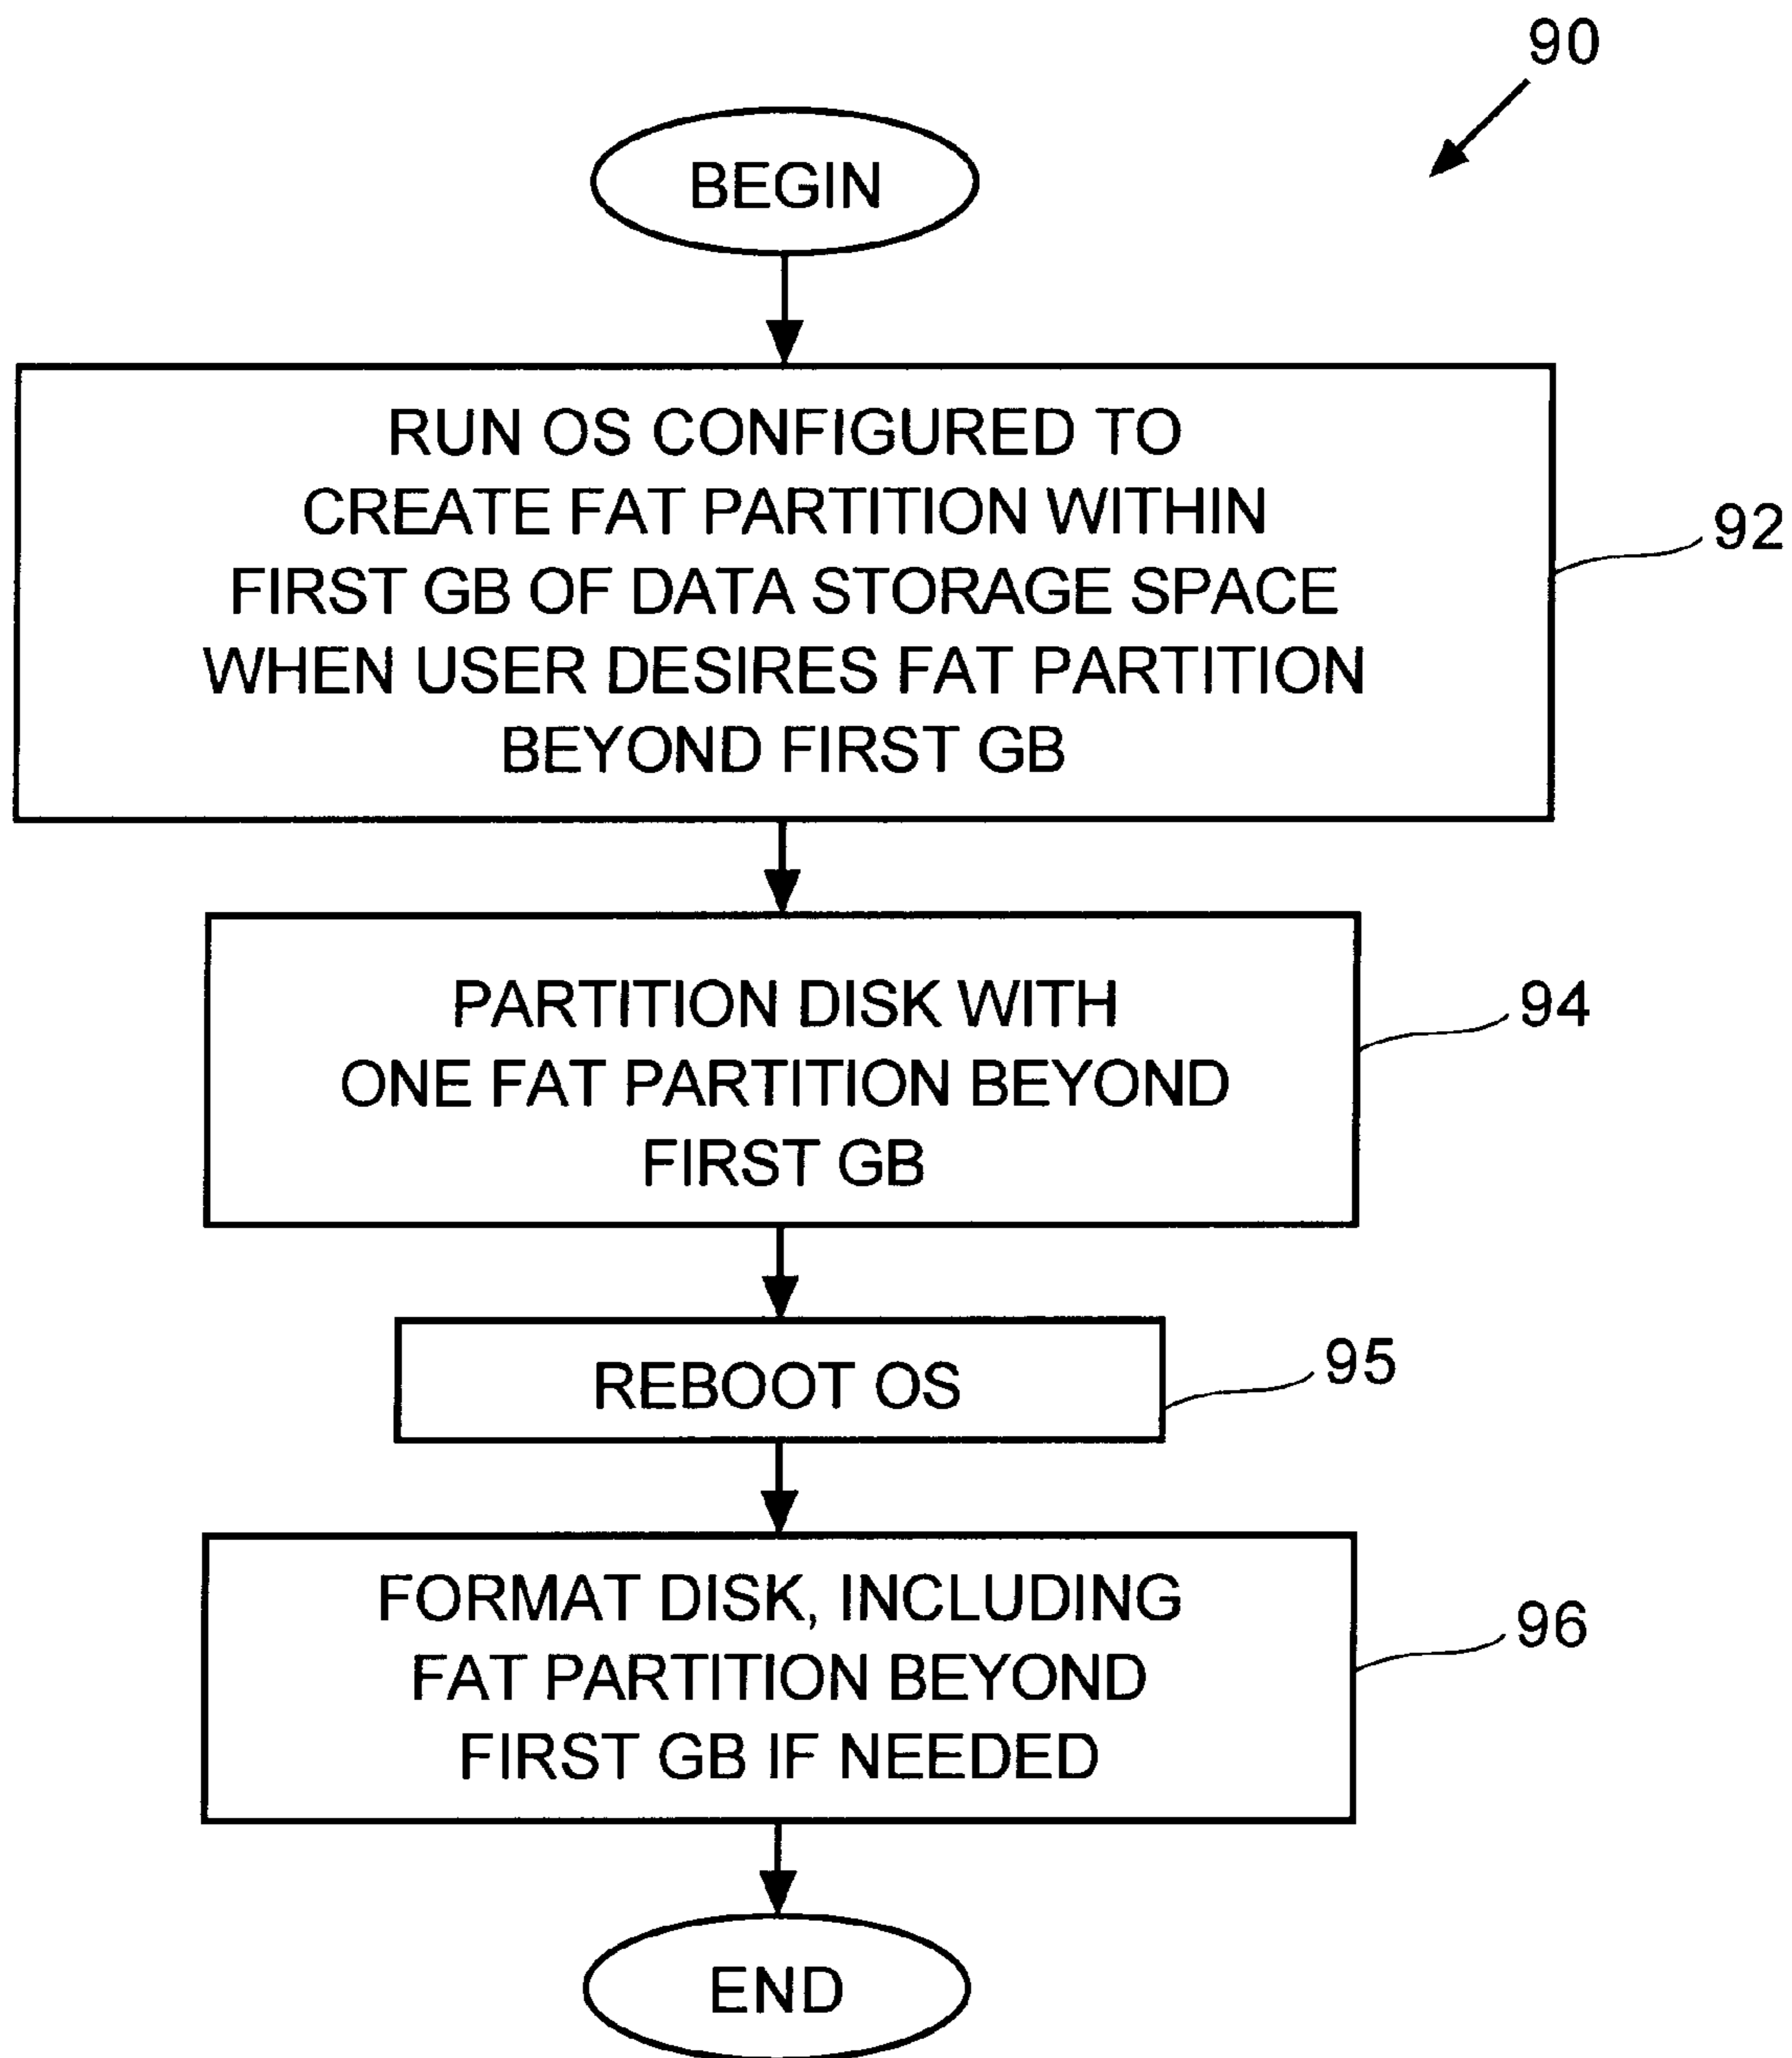 90
BEGIN
RUN OS CONFIGURED TO
CREATE FAT PARTITION WITHIN
FIRST GB OF DATA STORAGE SPACE
WHEN USER DESIRES FAT PARTITION
BEYOND FIRST GB
92
PARTITION DISK WITH
ONE FAT PARTITION BEYOND
FIRST GB
94
REBOOT OS
95
FORMAT DISK, INCLUDING
FAT PARTITION BEYOND
FIRST GB IF NEEDED
96
END